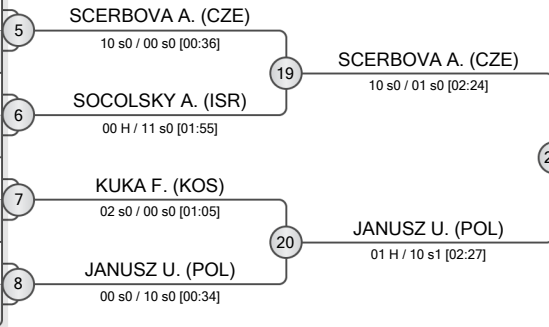 5
SCERBOVA A. (CZE)
10 s0 / 00 s0 [00:36]
19
SCERBOVA A. (CZE)
10 s0 / 01 s0 [02:24]
6
SOCOLSKY A. (ISR)
00 H / 11 s0 [01:55]
7
KUKA F. (KOS)
02 s0 / 00 s0 [01:05]
20
JANUSZ U. (POL)
01 H / 10 s1 [02:27]
8
JANUSZ U. (POL)
00 s0 / 10 s0 [00:34]